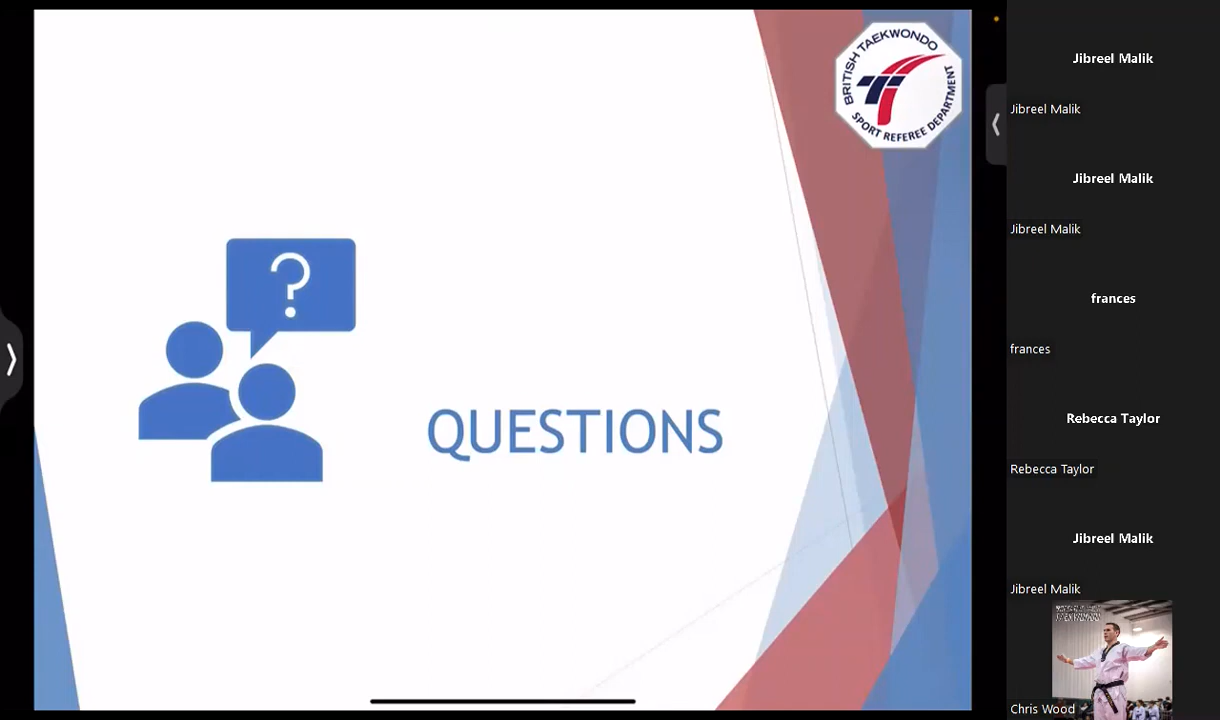 BRITISH TAEKWONDO
SPORT REFEREE DEPARTMENT
?
QUESTIONS
Jibreel Malik
Jibreel Malik
Jibreel Malik
Jibreel Malik
frances
frances
Rebecca Taylor
Rebecca Taylor
Jibreel Malik
Jibreel Malik
TAEKWONDO
Chris Wood